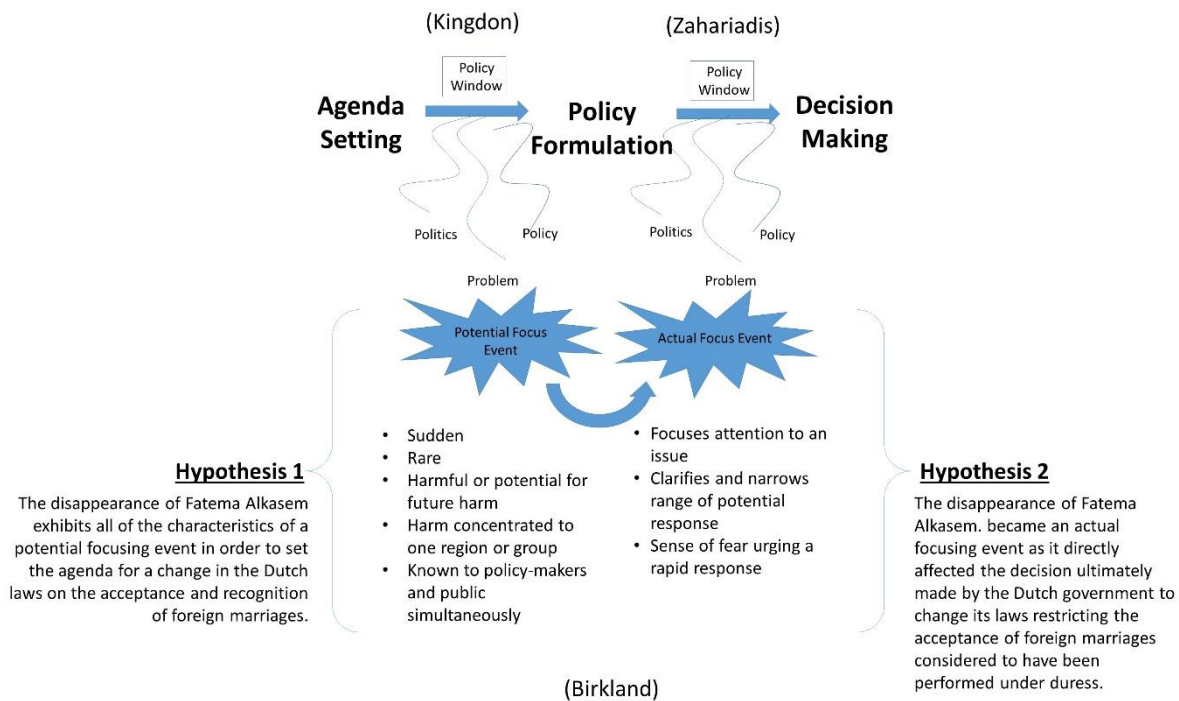 (Kingdon)
(Zahariadis)
Policy
Window
Policy
Window
Agenda
Setting
Policy
Formulation
Decision
Making
Politics
Policy
Problem
Politics
Policy
Problem
Potential Focus
Event
Actual Focus Event
Hypothesis 1
The disappearance of Fatema Alkasem
exhibits all of the characteristics of a
potential focusing event in order to set
the agenda for a change in the Dutch
laws on the acceptance and recognition
of foreign marriages.
• Sudden
• Rare
• Harmful or potential for
future harm
• Harm concentrated to
one region or group
• Known to policy-makers
and public
simultaneously
• Focuses attention to an
issue
• Clarifies and narrows
range of potential
response
• Sense of fear urging a
rapid response
Hypothesis 2
The disappearance of Fatema
Alkasem. became an actual
focusing event as it directly
affected the decision ultimately
made by the Dutch government to
change its laws restricting the
acceptance of foreign marriages
considered to have been
performed under duress.
(Birkland)